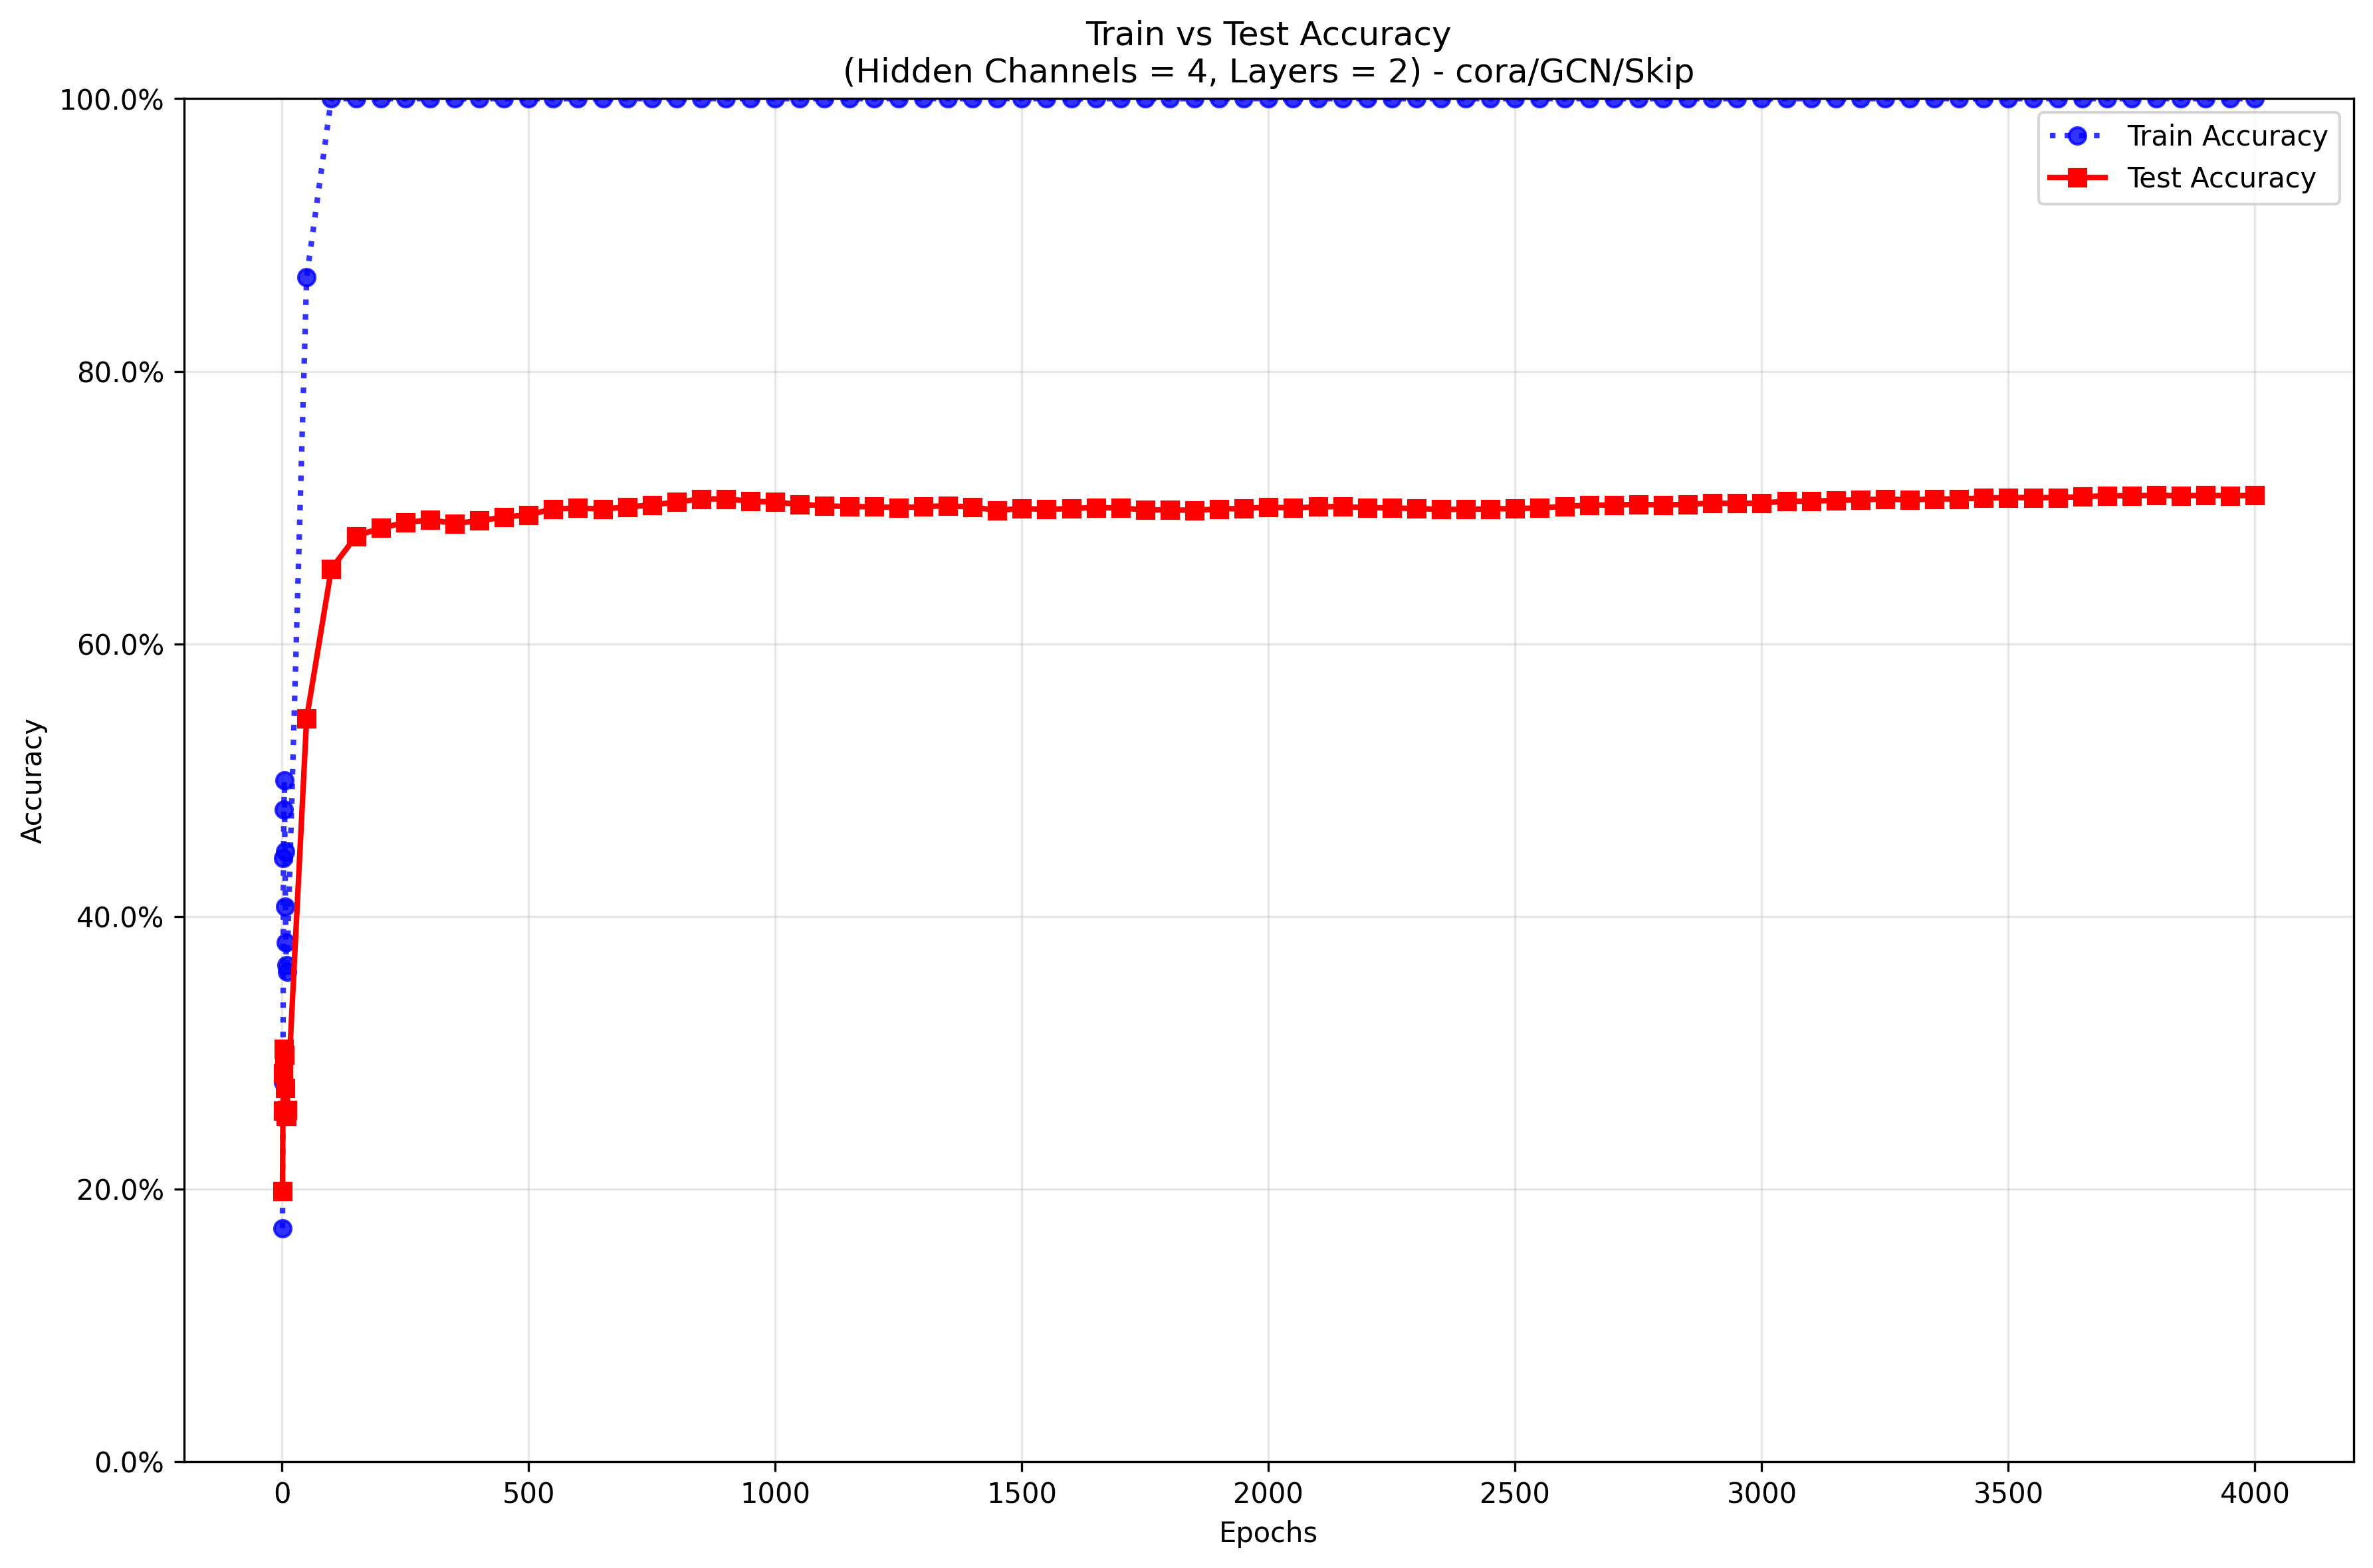 Train vs Test Accuracy
(Hidden Channels = 4, Layers = 2) - cora/GCN/Skip
100.0%
80.0%
60.0%
40.0%
20.0%
0.0%
Accuracy
Train Accuracy
Test Accuracy
0 500 1000 1500 2000 2500 3000 3500 4000
Epochs